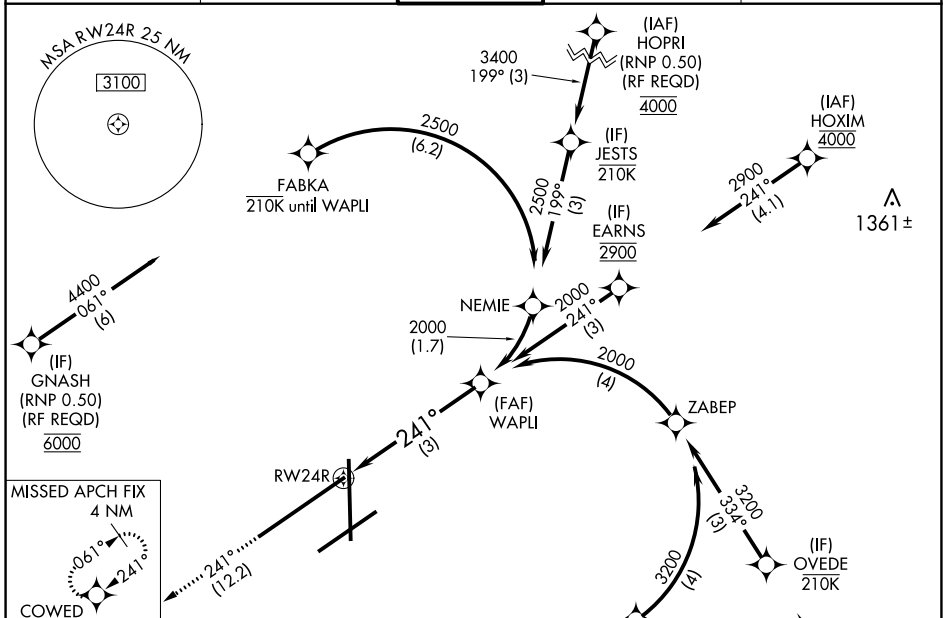 MSA RW24R 25 NM
3100
(IAF)
HOPRI
(RNP 0.50)
(RF REQD)
4000
3400
199° (3)
(IAF)
HOXIM
4000
2500
(6.2)
(IF)
JESTS
210K
FABKA
210K until WAPLI
2500
199°
(3)
2900
241°
(4.1)
1361±
(IF)
EARNS
2900
4400
061°
(6)
NEMIE
2000
241°
(3)
2000
(1.7)
(IF)
GNASH
(RNP 0.50)
(RF REQD)
6000
2000
(4)
(FAF)
WAPLI
ZABEP
241°
(3)
RW24R
MISSED APCH FIX
4 NM
061°
241°
COWED
241°
(12.2)
3200
334°
(3)
3200
(4)
(IF)
OVEDE
210K